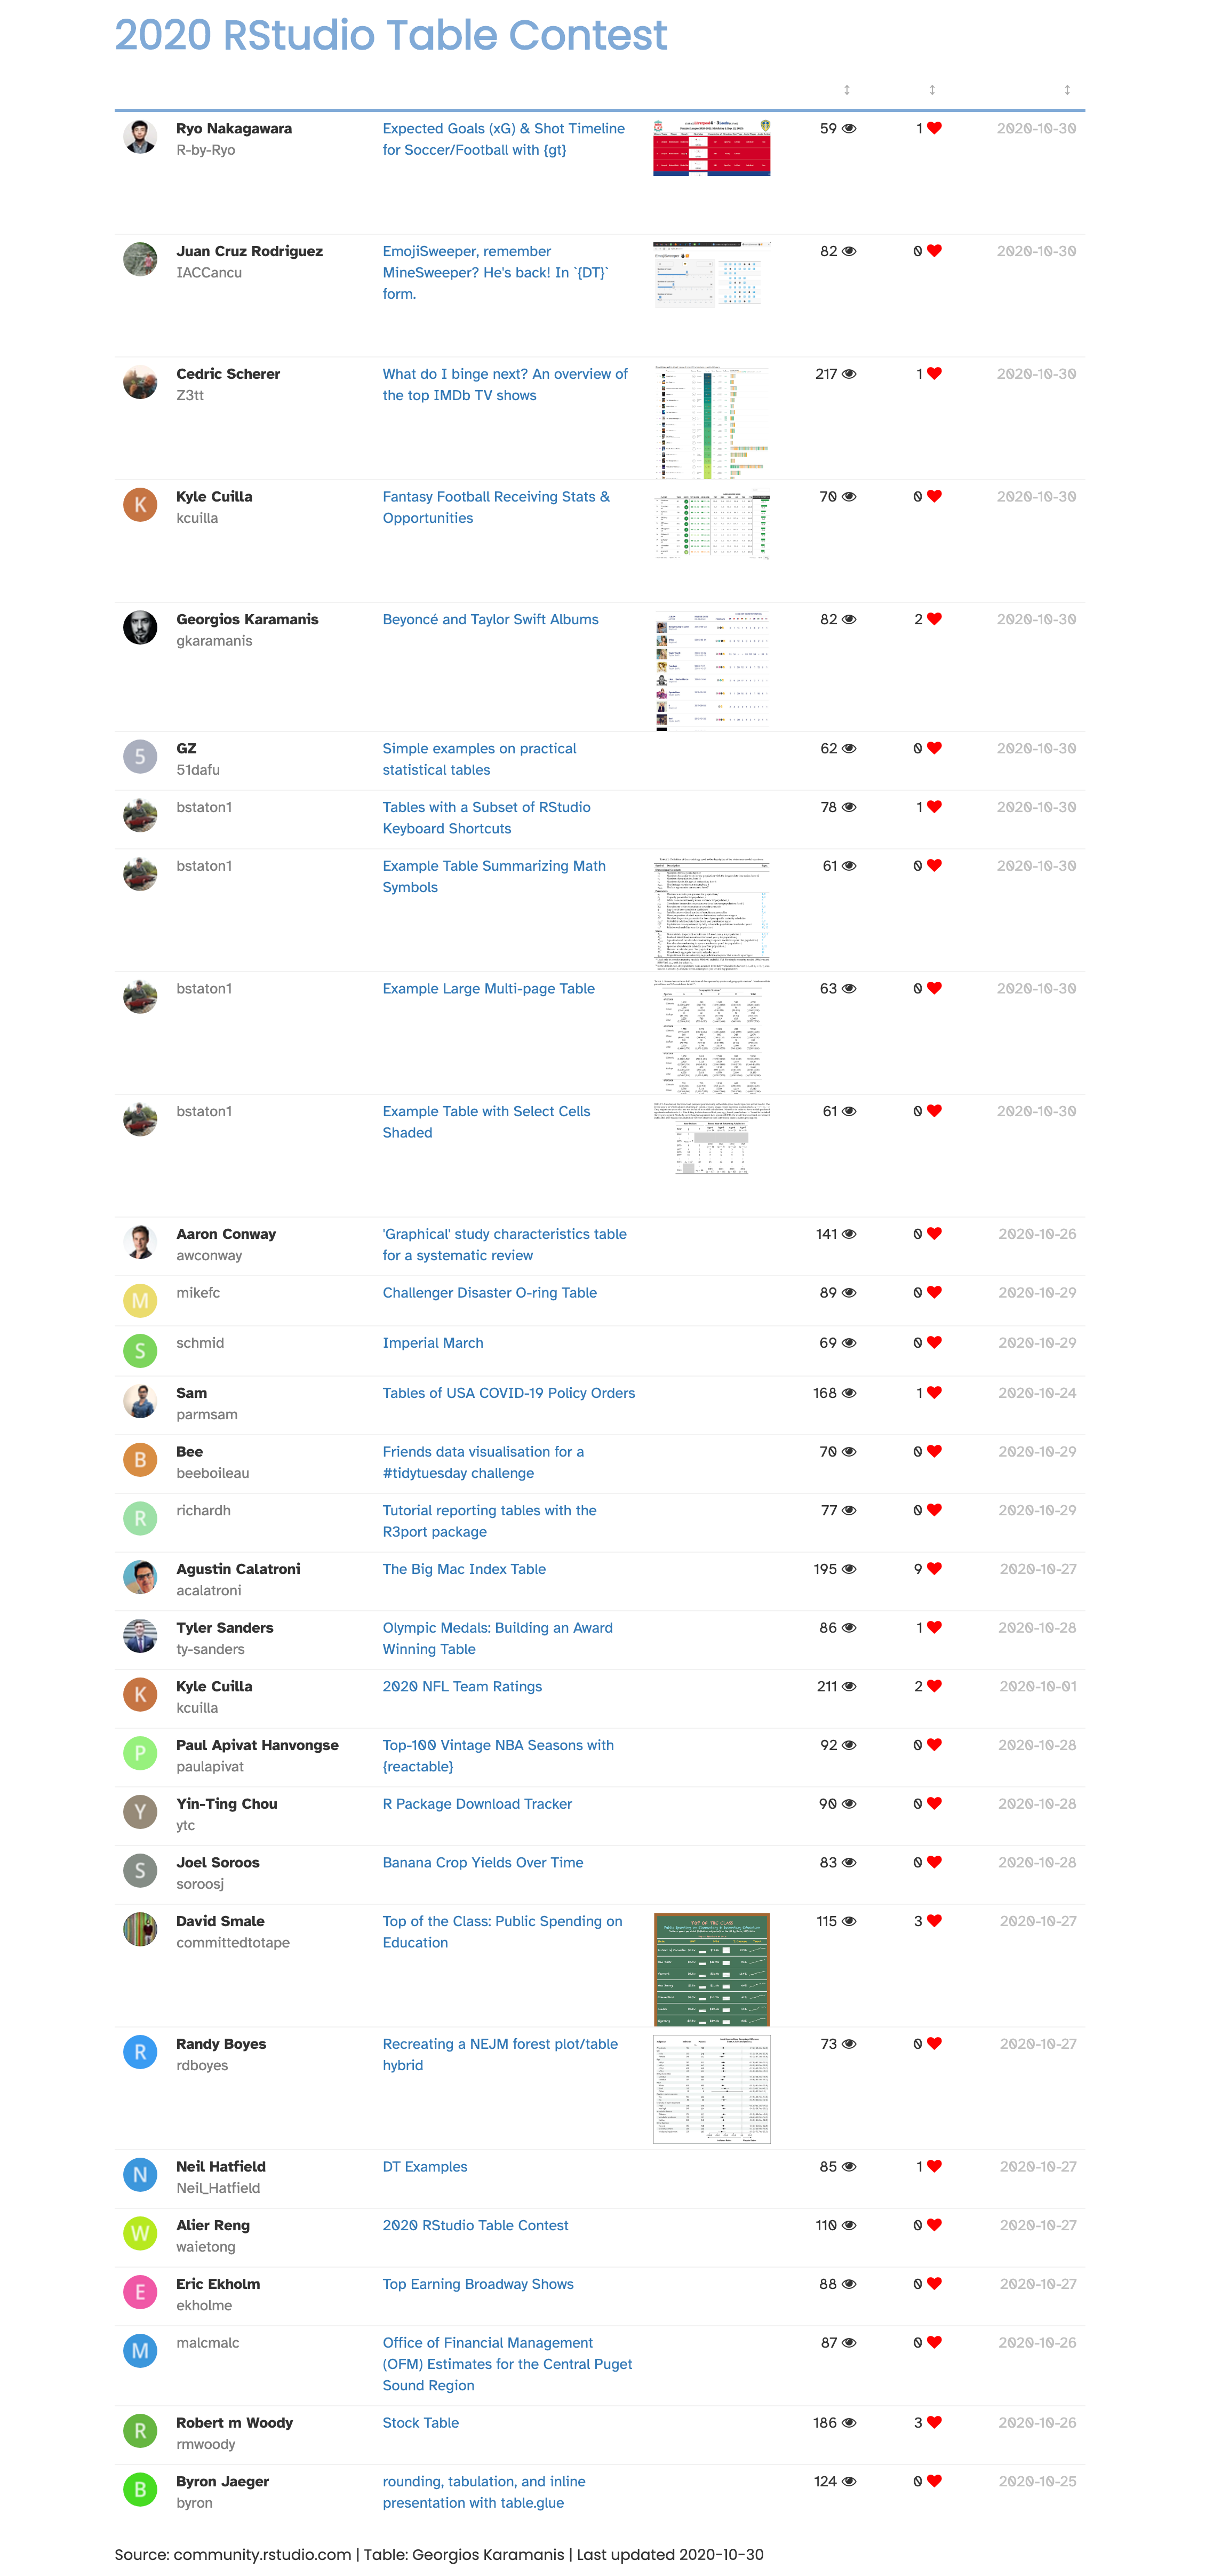 2020 RStudio Table Contest
Ryo Nakagawara
R-by-Ryo
Expected Goals (xG) & Shot Timeline
for Soccer/Football with {gt}
59
1
2020-10-30
Juan Cruz Rodriguez
IACCancu
EmojiSweeper, remember
MineSweeper? He's back! In `{DT}`
form.
82
0
2020-10-30
Cedric Scherer
Z3tt
What do I binge next? An overview of
the top IMDb TV shows
217
1
2020-10-30
K
Kyle Cuilla
kcuilla
Fantasy Football Receiving Stats &
Opportunities
70
0
2020-10-30
Georgios Karamanis
gkaramanis
Beyoncé and Taylor Swift Albums
82
2
2020-10-30
5
GZ
51dafu
Simple examples on practical
statistical tables
62
0
2020-10-30
bstaton1
Tables with a Subset of RStudio
Keyboard Shortcuts
78
1
2020-10-30
bstaton1
Example Table Summarizing Math
Symbols
61
0
2020-10-30
bstaton1
Example Large Multi-page Table
63
0
2020-10-30
bstaton1
Example Table with Select Cells
Shaded
61
0
2020-10-30
Aaron Conway
awconway
'Graphical' study characteristics table
for a systematic review
141
0
2020-10-26
M
mikefc
Challenger Disaster O-ring Table
89
0
2020-10-29
S
schmid
Imperial March
69
0
2020-10-29
Sam
parmsam
Tables of USA COVID-19 Policy Orders
168
1
2020-10-24
B
Bee
beeboileau
Friends data visualisation for a
#tidytuesday challenge
70
0
2020-10-29
R
richardh
Tutorial reporting tables with the
R3port package
77
0
2020-10-29
Agustin Calatroni
acalatroni
The Big Mac Index Table
195
9
2020-10-27
Tyler Sanders
ty-sanders
Olympic Medals: Building an Award
Winning Table
86
1
2020-10-28
K
Kyle Cuilla
kcuilla
2020 NFL Team Ratings
211
2
2020-10-01
P
Paul Apivat Hanvongse
paulapivat
Top-100 Vintage NBA Seasons with
{reactable}
92
0
2020-10-28
Y
Yin-Ting Chou
ytc
R Package Download Tracker
90
0
2020-10-28
S
Joel Soroos
soroosj
Banana Crop Yields Over Time
83
0
2020-10-28
David Smale
committedtotape
Top of the Class: Public Spending on
Education
TOP OF THE CLASS
115
3
2020-10-27
R
Randy Boyes
rdboyes
Recreating a NEJM forest plot/table
hybrid
73
0
2020-10-27
N
Neil Hatfield
Neil_Hatfield
DT Examples
85
1
2020-10-27
W
Alier Reng
waietong
2020 RStudio Table Contest
110
0
2020-10-27
E
Eric Ekholm
ekholme
Top Earning Broadway Shows
88
0
2020-10-27
M
malcmalc
Office of Financial Management
(OFM) Estimates for the Central Puget
Sound Region
87
0
2020-10-26
R
Robert m Woody
rmwoody
Stock Table
186
3
2020-10-26
B
Byron Jaeger
byron
rounding, tabulation, and inline
presentation with table.glue
124
0
2020-10-25
Source: community.rstudio.com | Table: Georgios Karamanis | Last updated 2020-10-30